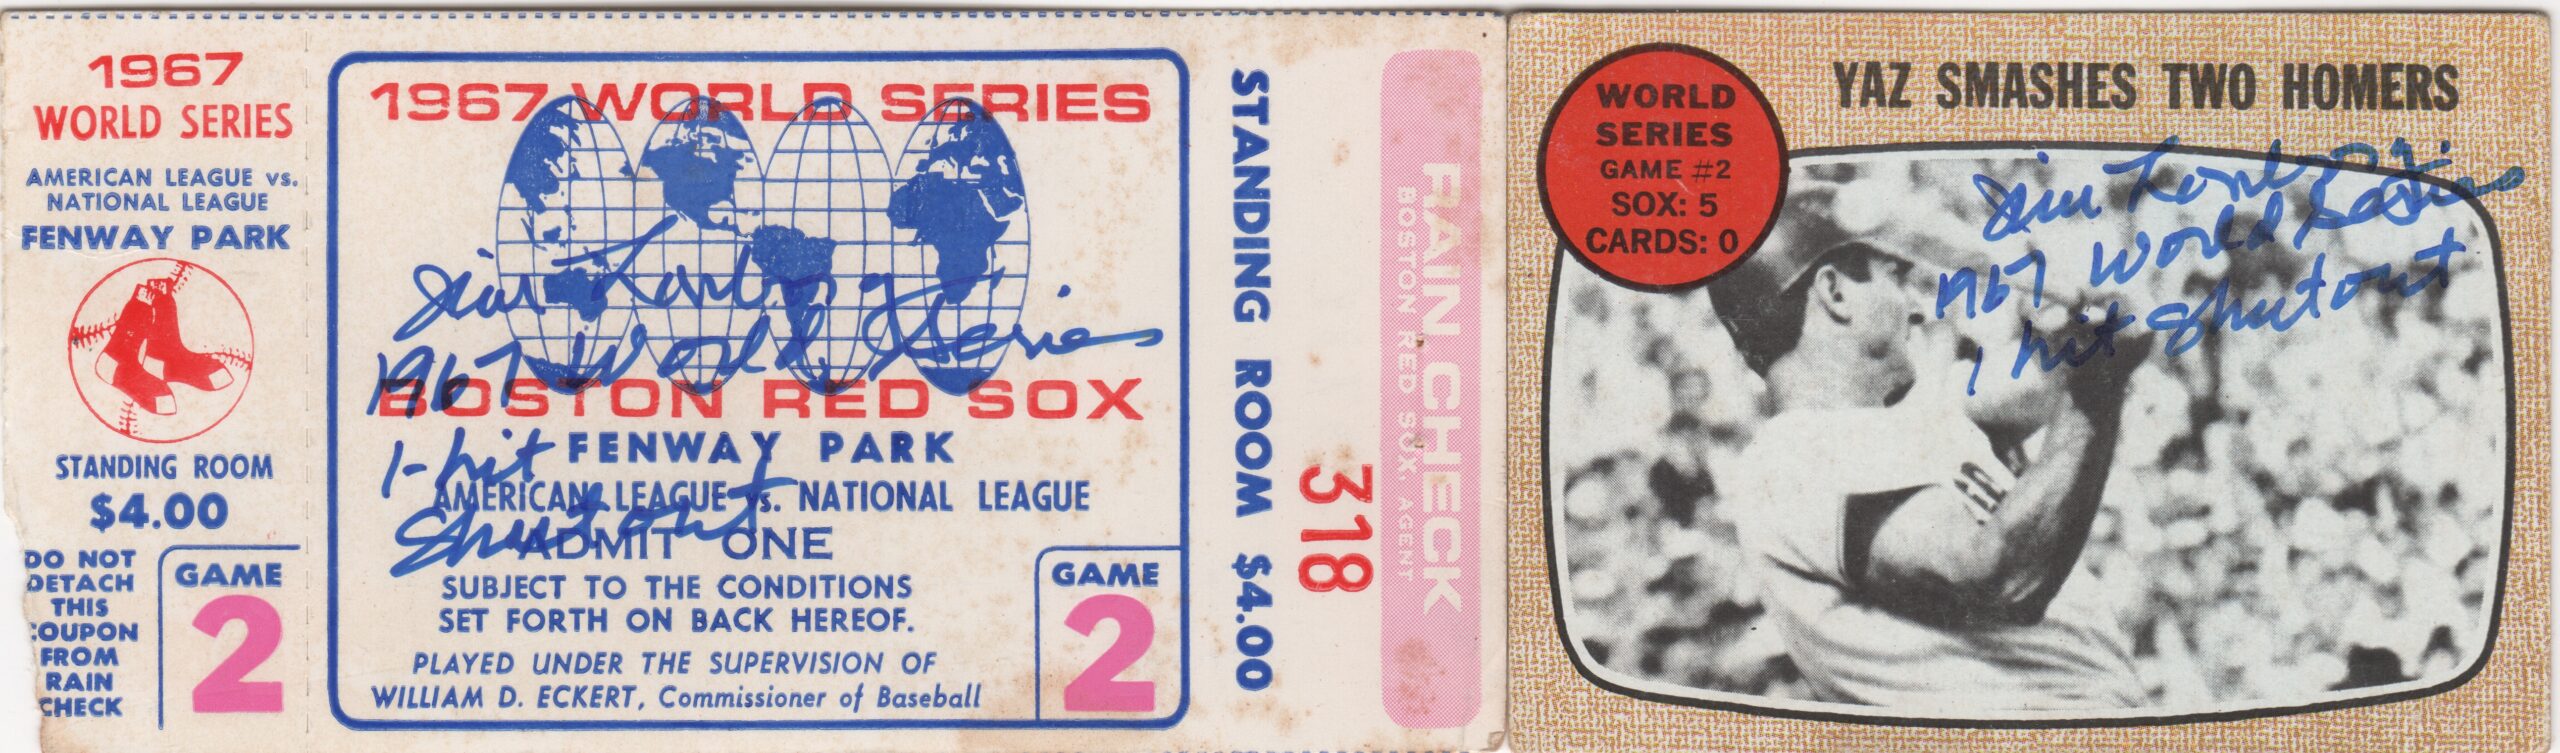 1967
WORLD SERIES
AMERICAN LEAGUE vs.
NATIONAL LEAGUE
FENWAY PARK
STANDING ROOM
$4.00
DO NOT
DETACH
THIS
COUPON
FROM
RAIN
CHECK
GAME
2
1967 WORLD SERIES
Jim Lonborg
1967 World Series
1-hit
Shutout
BOSTON RED SOX
FENWAY PARK
AMERICAN LEAGUE vs. NATIONAL LEAGUE
ADMIT ONE
SUBJECT TO THE CONDITIONS
SET FORTH ON BACK HEREOF.
PLAYED UNDER THE SUPERVISION OF
WILLIAM D. ECKERT, Commissioner of Baseball
GAME
2
STANDING ROOM $4.00
318
RAIN CHECK
BOSTON RED SOX, AGENT
WORLD
SERIES
GAME #2
SOX: 5
CARDS: 0
YAZ SMASHES TWO HOMERS
Jim Lonborg
1967 World Series
1 hit Shutout